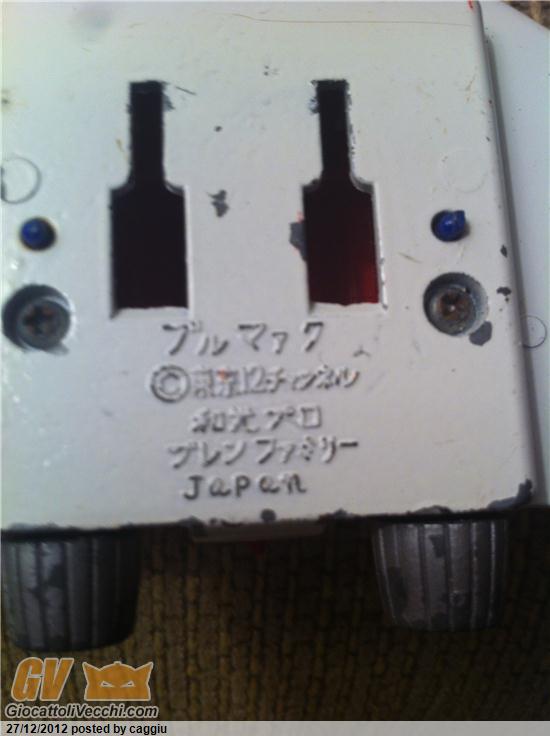 ブルマァク
©東京12チャンネル
和光プロ
ブレンファミリー
Japan
GV
GiocattoliVecchi.com
27/12/2012 posted by caggiu